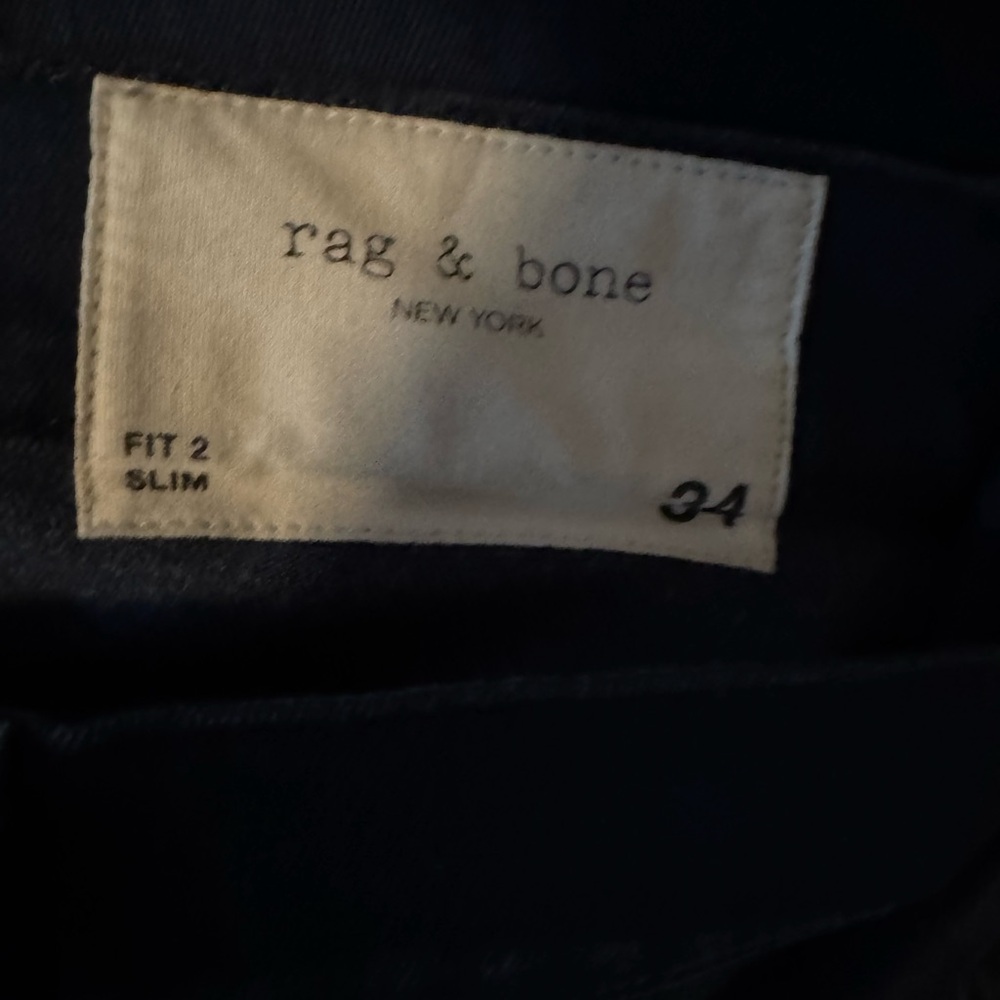 rag & bone
NEW YORK
FIT 2
SLIM
34